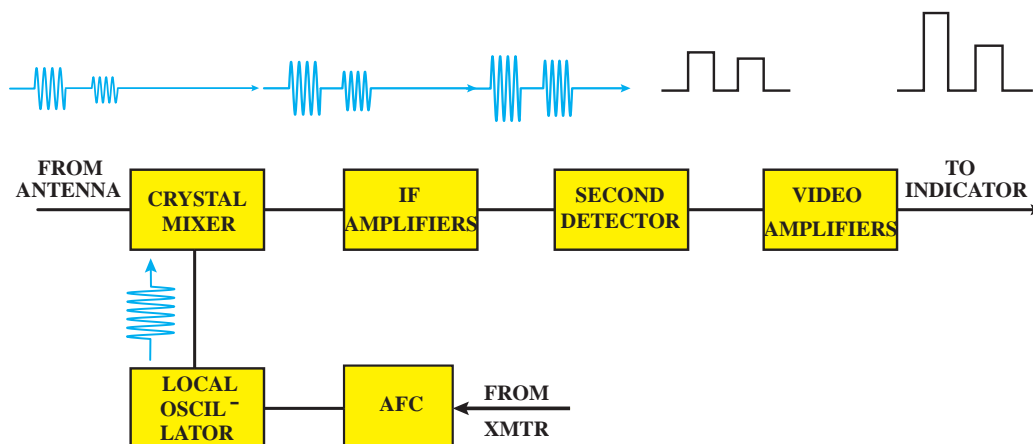 FROM
ANTENNA
CRYSTAL
MIXER
IF
AMPLIFIERS
SECOND
DETECTOR
VIDEO
AMPLIFIERS
TO
INDICATOR
LOCAL
OSCIL-
LATOR
AFC
FROM
XMTR